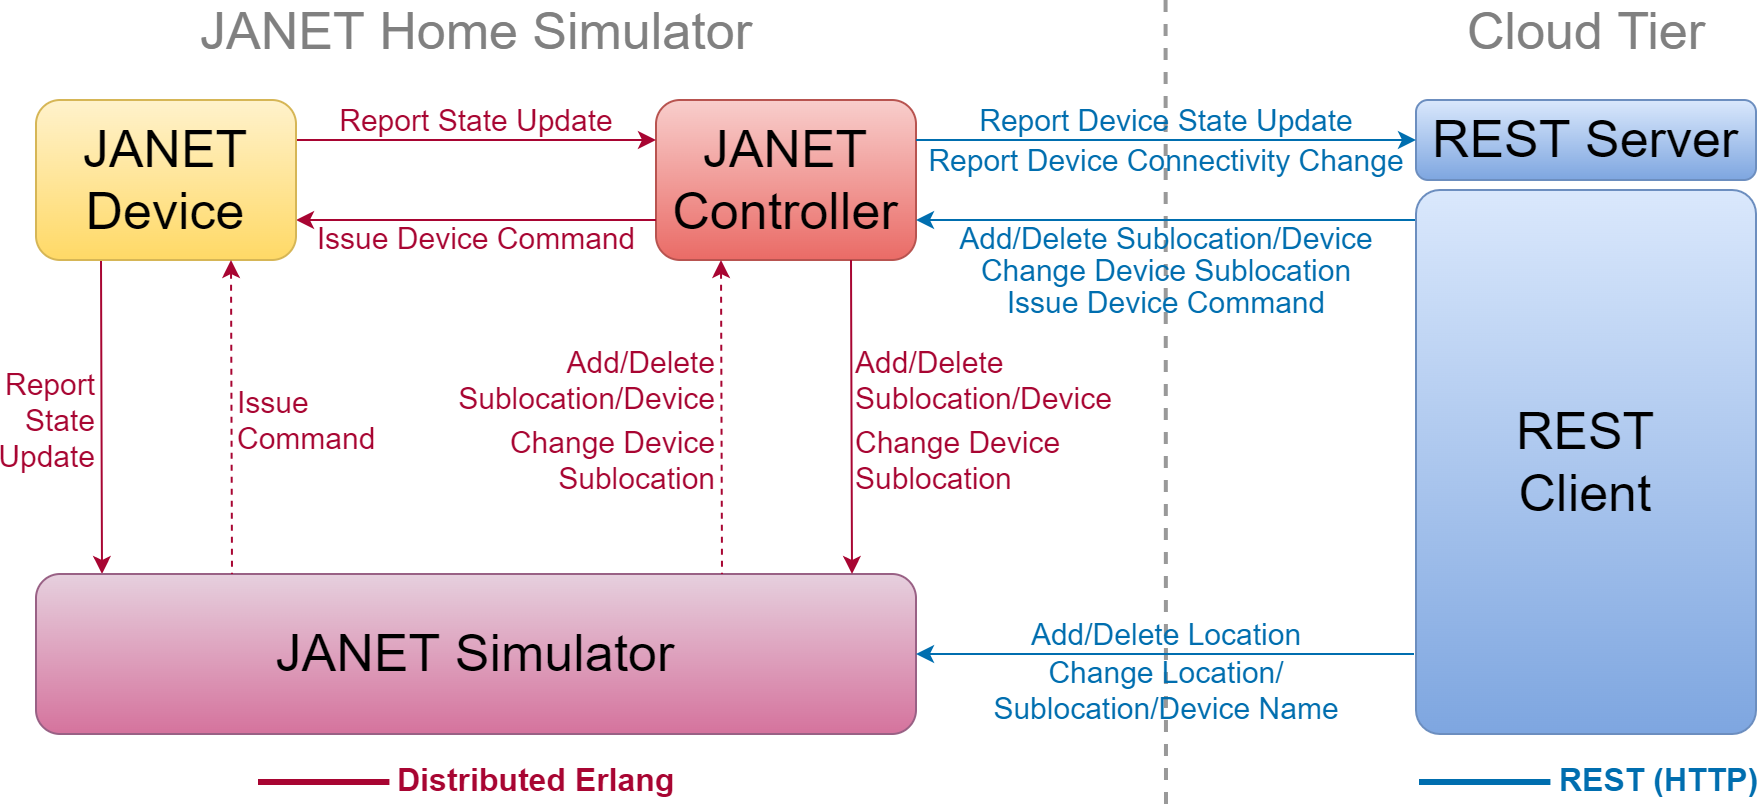 JANET Home Simulator
Cloud Tier
JANET
Device
Report State Update
Issue Device Command
JANET
Controller
Report Device State Update
Report Device Connectivity Change
REST Server
Add/Delete Sublocation/Device
Change Device Sublocation
Issue Device Command
Report
State
Update
Issue
Command
Add/Delete
Sublocation/Device
Change Device
Sublocation
Add/Delete
Sublocation/Device
Change Device
Sublocation
REST
Client
JANET Simulator
Add/Delete Location
Change Location/
Sublocation/Device Name
Distributed Erlang
REST (HTTP)